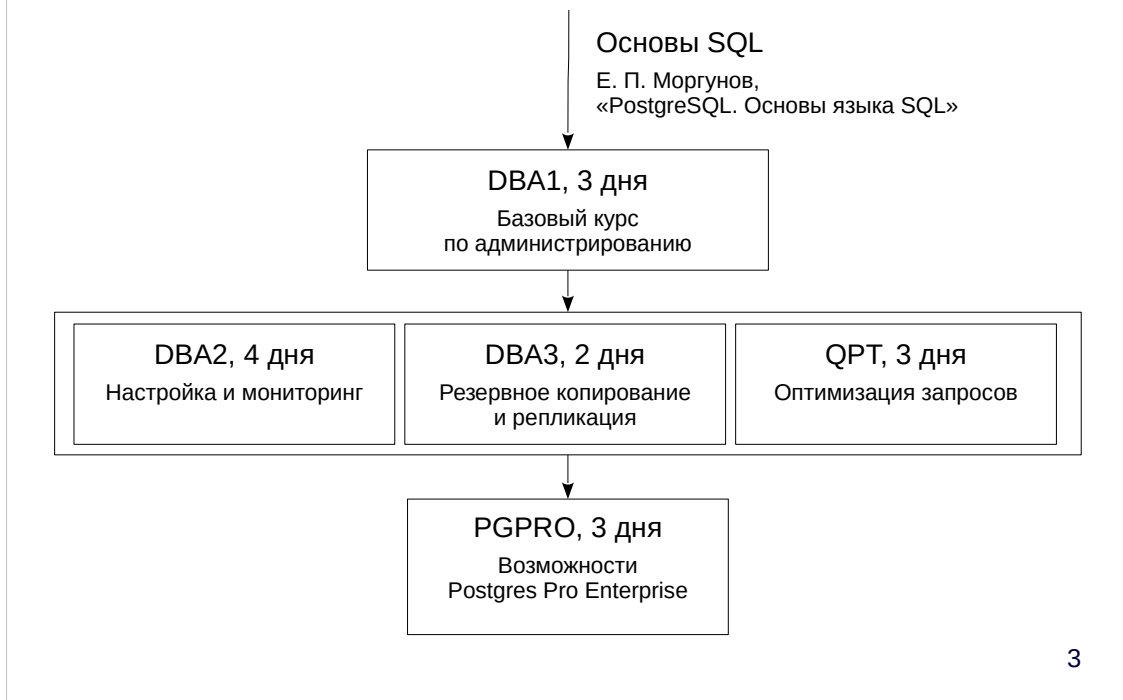 Основы SQL
Е. П. Моргунов,
«PostgreSQL. Основы языка SQL»
DBA1, 3 дня
Базовый курс
по администрированию
DBA2, 4 дня
Настройка и мониторинг
DBA3, 2 дня
Резервное копирование
и репликация
QPT, 3 дня
Оптимизация запросов
PGPRO, 3 дня
Возможности
Postgres Pro Enterprise
3